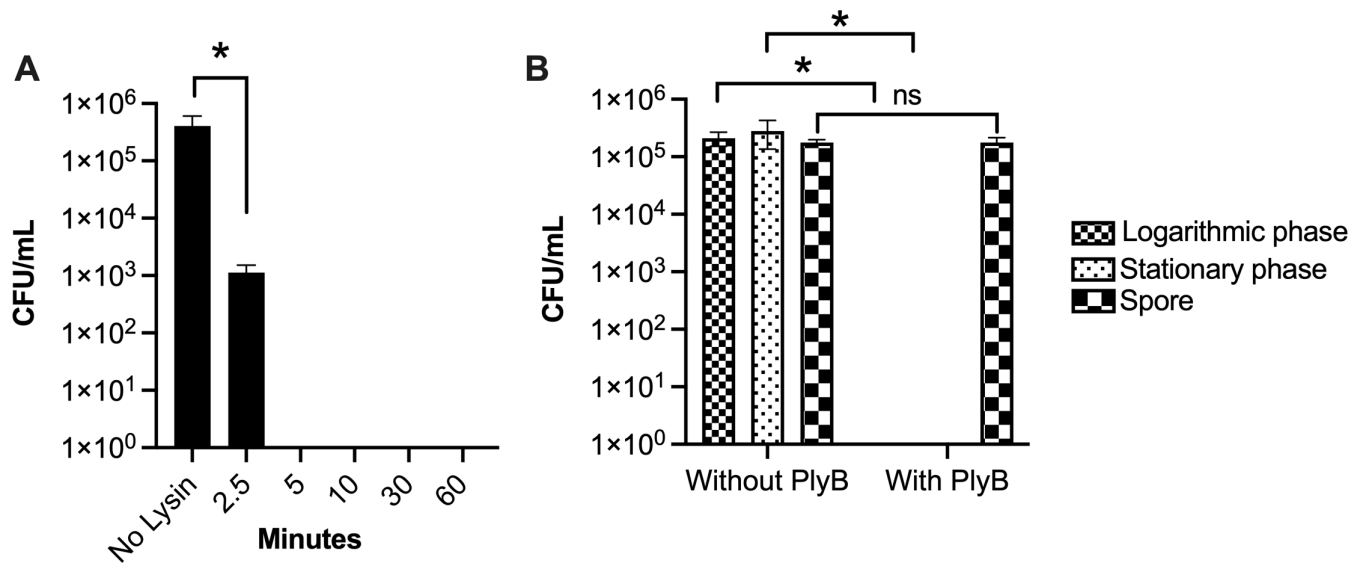 A
*
1×10⁶
1×10⁵
1×10⁴
1×10³
1×10²
1×10¹
1×10⁰
CFU/mL
No Lysin 2.5 5 10 30 60
Minutes
B
*
*
ns
1×10⁶
1×10⁵
1×10⁴
1×10³
1×10²
1×10¹
1×10⁰
CFU/mL
Without PlyB With PlyB
Logarithmic phase
Stationary phase
Spore